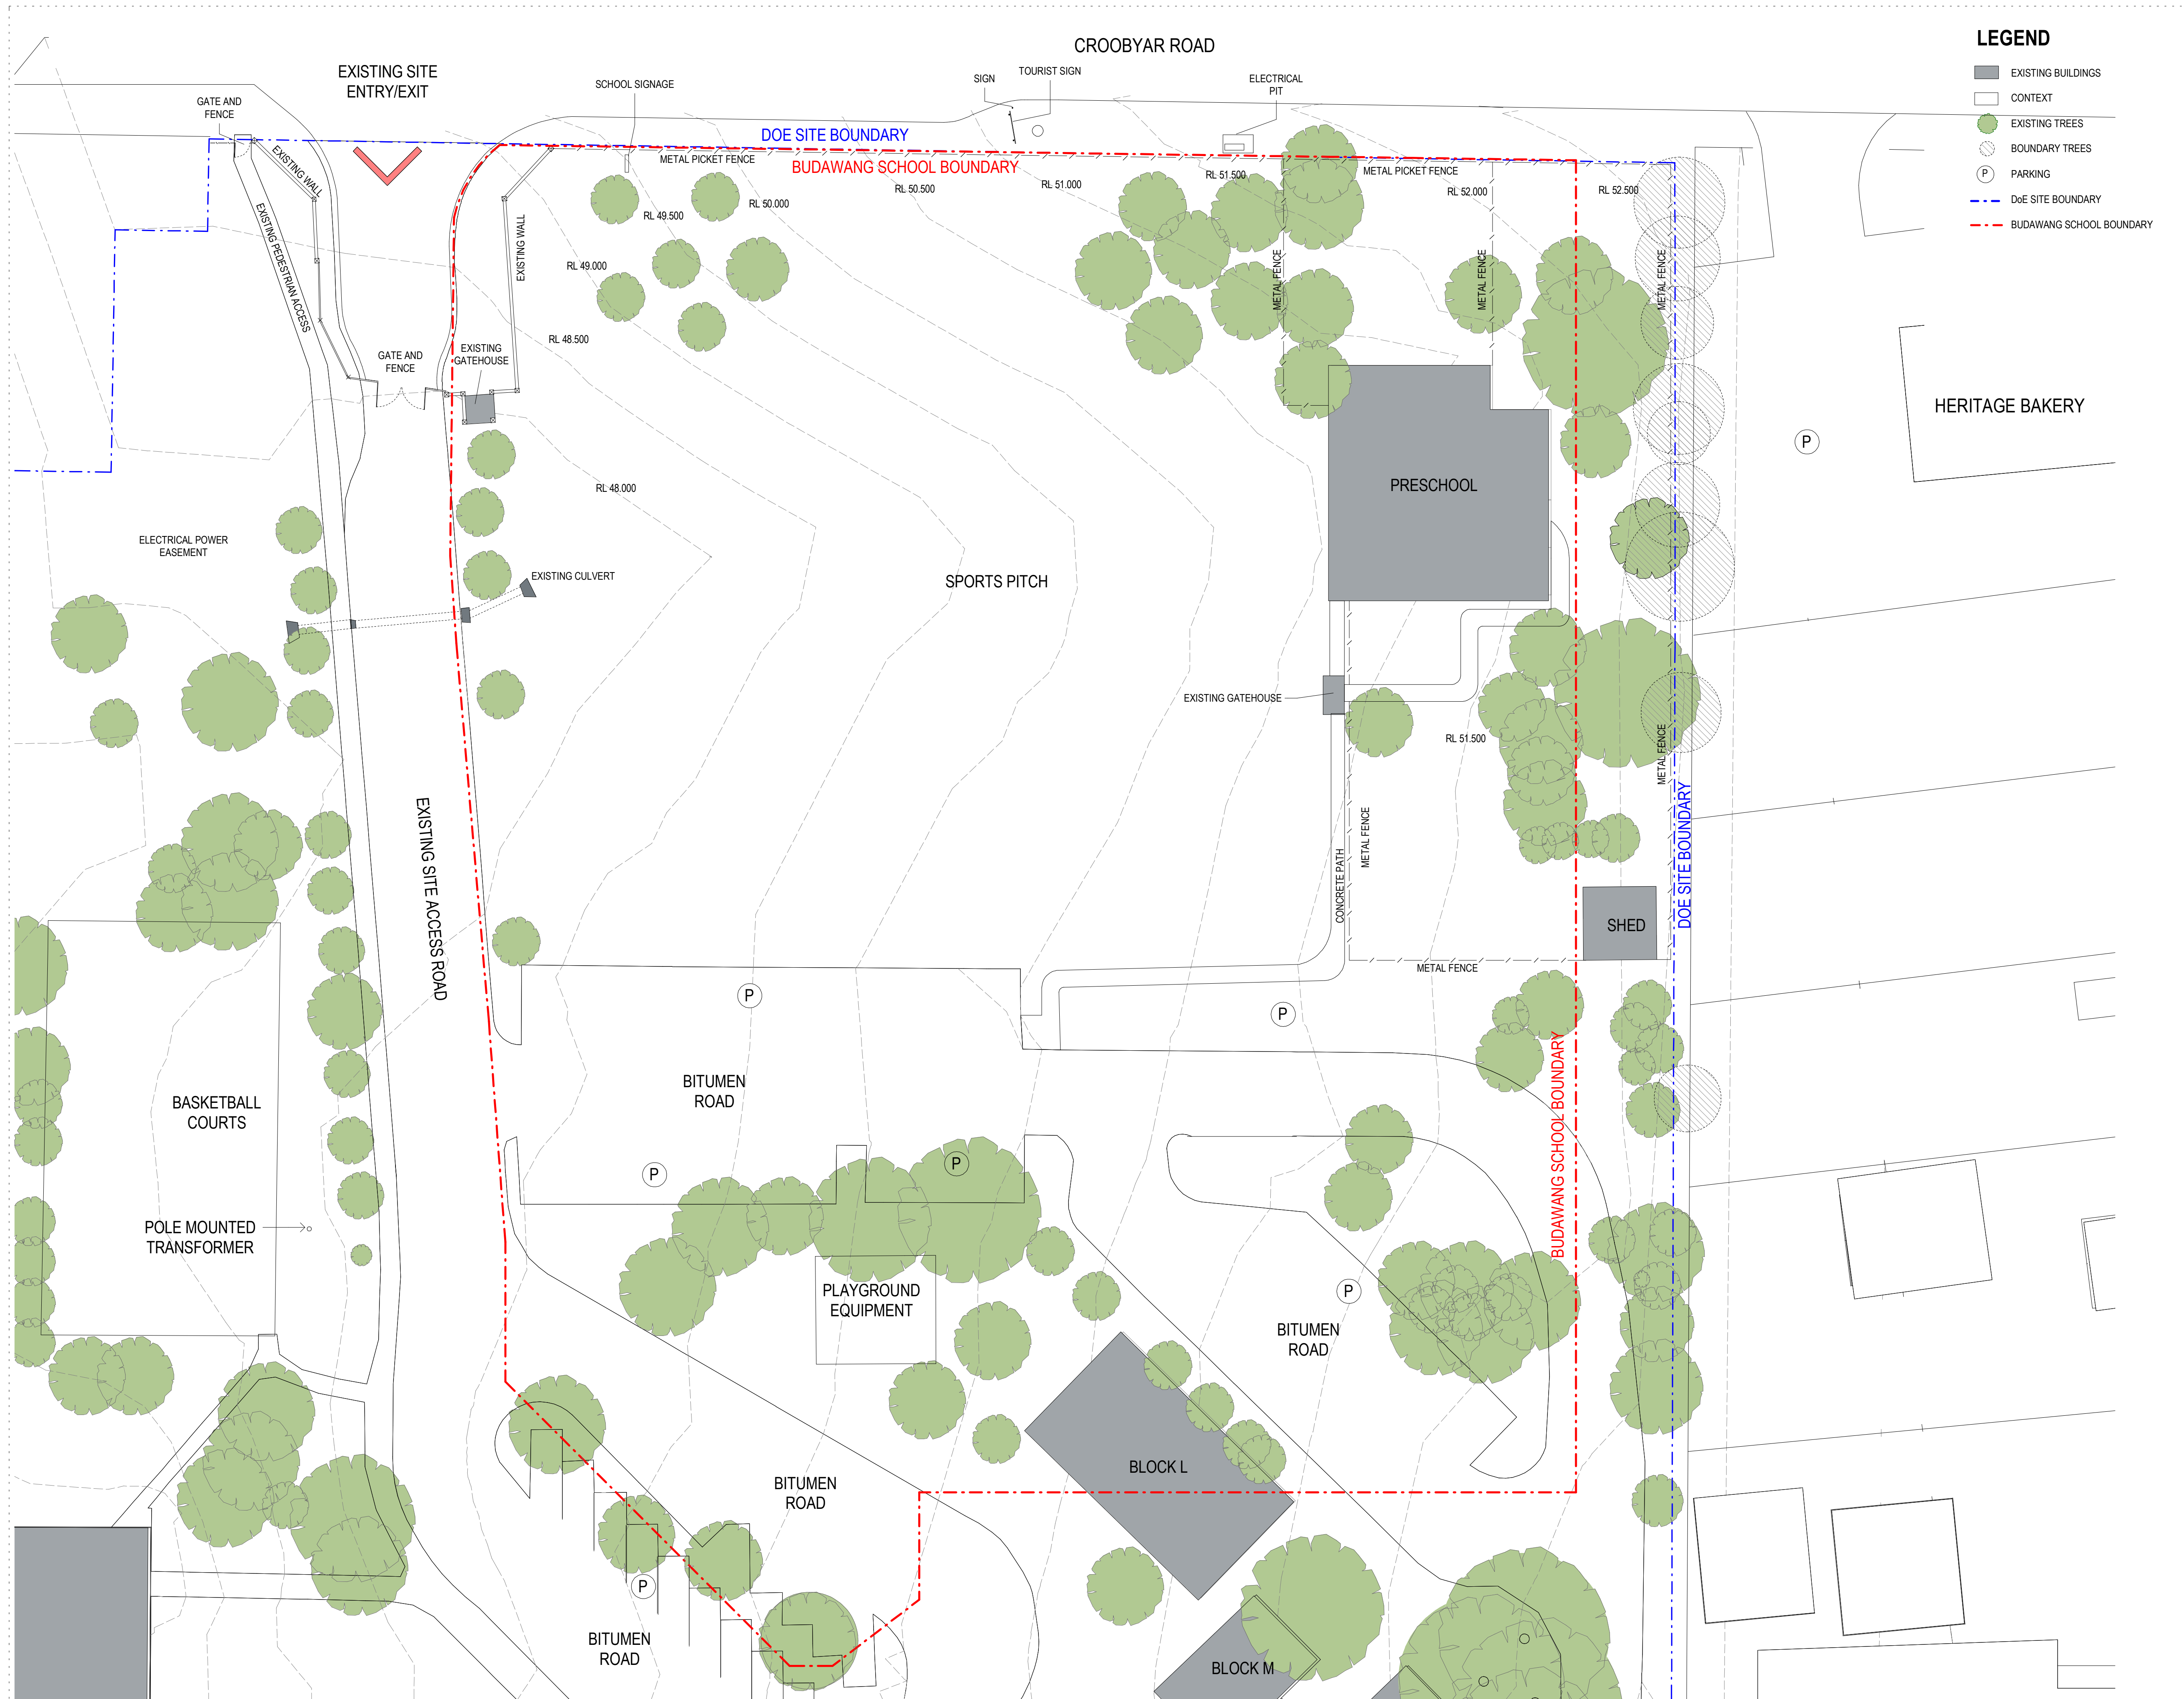 CROOBYAR ROAD
LEGEND
EXISTING BUILDINGS
CONTEXT
EXISTING TREES
BOUNDARY TREES
P
PARKING
DoE SITE BOUNDARY
BUDAWANG SCHOOL BOUNDARY
EXISTING SITE
ENTRY/EXIT
SCHOOL SIGNAGE
SIGN
TOURIST SIGN
ELECTRICAL
PIT
GATE AND
FENCE
EXISTING WALL
EXISTING PEDESTRIAN ACCESS
DOE SITE BOUNDARY
METAL PICKET FENCE
BUDAWANG SCHOOL BOUNDARY
METAL PICKET FENCE
RL 49.500
RL 50.000
RL 50.500
RL 51.000
RL 51.500
RL 52.000
RL 52.500
EXISTING WALL
RL 49.000
METAL FENCE
METAL FENCE
METAL FENCE
RL 48.500
GATE AND
FENCE
EXISTING
GATEHOUSE
HERITAGE BAKERY
P
RL 48.000
PRESCHOOL
ELECTRICAL POWER
EASEMENT
EXISTING CULVERT
SPORTS PITCH
EXISTING GATEHOUSE
RL 51.500
METAL FENCE
EXISTING SITE ACCESS ROAD
CONCRETE PATH
METAL FENCE
DOE SITE BOUNDARY
SHED
METAL FENCE
P
P
BITUMEN
ROAD
BASKETBALL
COURTS
BUDAWANG SCHOOL BOUNDARY
P
P
POLE MOUNTED
TRANSFORMER
PLAYGROUND
EQUIPMENT
P
BITUMEN
ROAD
BLOCK L
BITUMEN
ROAD
P
BITUMEN
ROAD
BLOCK M